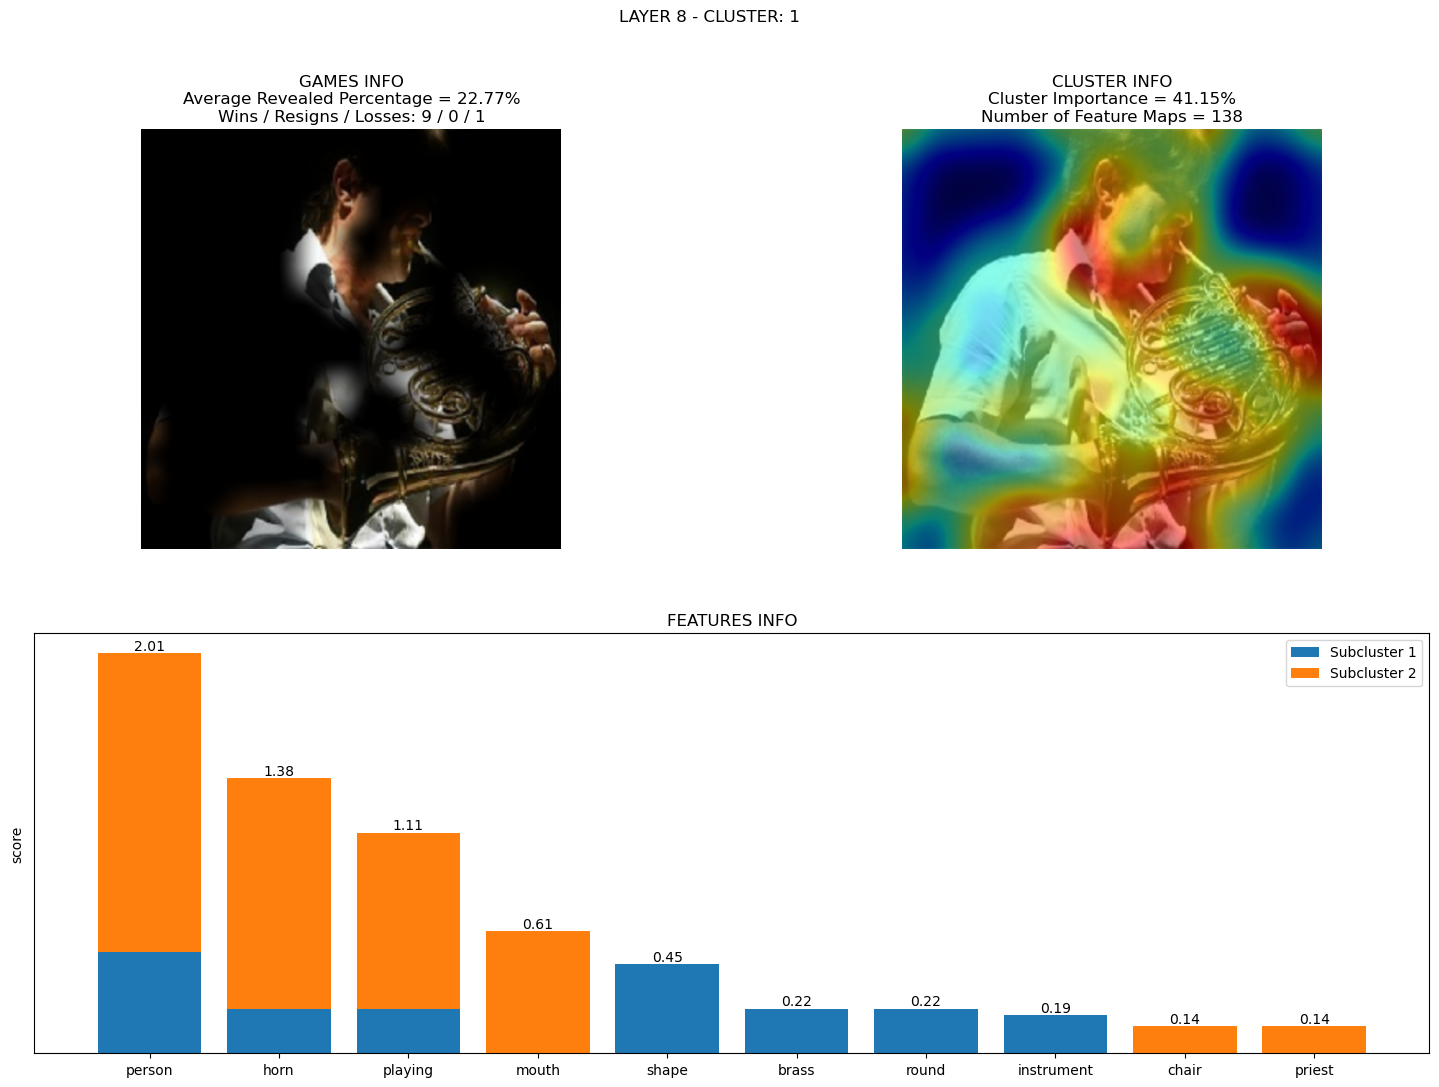 LAYER 8 - CLUSTER: 1
GAMES INFO
Average Revealed Percentage = 22.77%
Wins / Resigns / Losses: 9 / 0 / 1
CLUSTER INFO
Cluster Importance = 41.15%
Number of Feature Maps = 138
FEATURES INFO
score
2.01
1.38
1.11
0.61
0.45
0.22
0.22
0.19
0.14
0.14
Subcluster 1
Subcluster 2
person
horn
playing
mouth
shape
brass
round
instrument
chair
priest